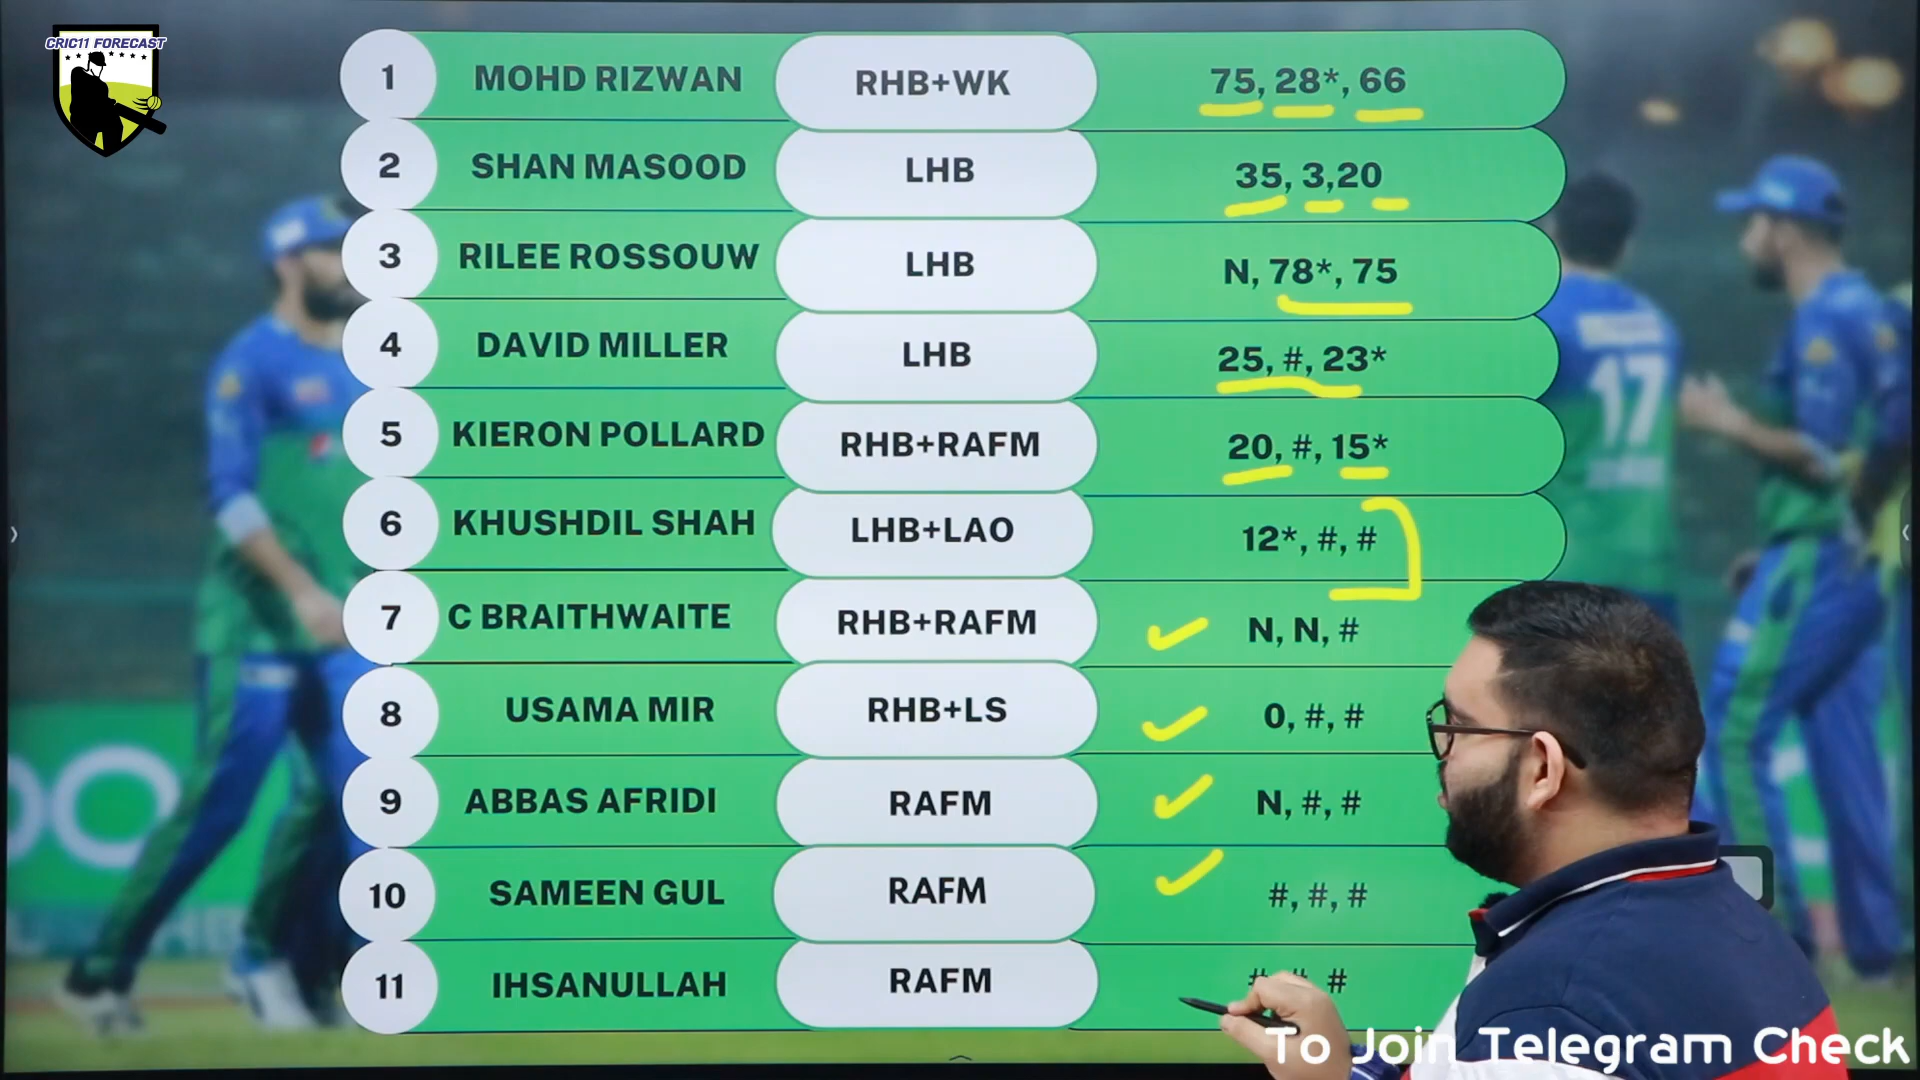 CRIC11 FORECAST
1 MOHD RIZWAN RHB+WK 75, 28*, 66
2 SHAN MASOOD LHB 35, 3,20
3 RILEE ROSSOUW LHB N, 78*, 75
4 DAVID MILLER LHB 25, #, 23*
5 KIERON POLLARD RHB+RAFM 20, #, 15*
6 KHUSHDIL SHAH LHB+LAO 12*, #, #
7 C BRAITHWAITE RHB+RAFM N, N, #
8 USAMA MIR RHB+LS 0, #, #
9 ABBAS AFRIDI RAFM N, #, #
10 SAMEEN GUL RAFM #, #, #
11 IHSANULLAH RAFM #, #, #
17
To Join Telegram Check